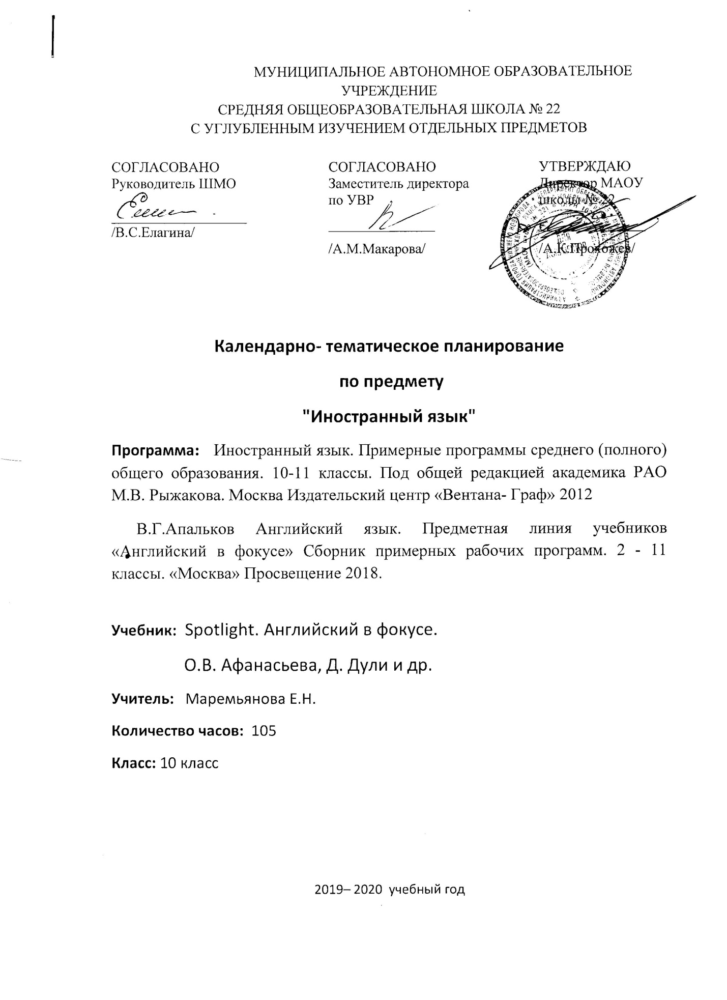 МУНИЦИПАЛЬНОЕ АВТОНОМНОЕ ОБРАЗОВАТЕЛЬНОЕ
УЧРЕЖДЕНИЕ
СРЕДНЯЯ ОБЩЕОБРАЗОВАТЕЛЬНАЯ ШКОЛА № 22
С УГЛУБЛЕННЫМ ИЗУЧЕНИЕМ ОТДЕЛЬНЫХ ПРЕДМЕТОВ
СОГЛАСОВАНО
Руководитель ШМО
/В.С.Елагина/
СОГЛАСОВАНО
Заместитель директора
по УВР
/А.М.Макарова/
УТВЕРЖДАЮ
Директор МАОУ
школы № 22
/А.К.Прохожев/
Календарно- тематическое планирование
по предмету
"Иностранный язык"
Программа: Иностранный язык. Примерные программы среднего (полного)
общего образования. 10-11 классы. Под общей редакцией академика РАО
М.В. Рыжакова. Москва Издательский центр «Вентана- Граф» 2012
В.Г.Апальков Английский язык. Предметная линия учебников
«Английский в фокусе» Сборник примерных рабочих программ. 2 - 11
классы. «Москва» Просвещение 2018.
Учебник: Spotlight. Английский в фокусе.
О.В. Афанасьева, Д. Дули и др.
Учитель: Маремьянова Е.Н.
Количество часов: 105
Класс: 10 класс
2019– 2020 учебный год